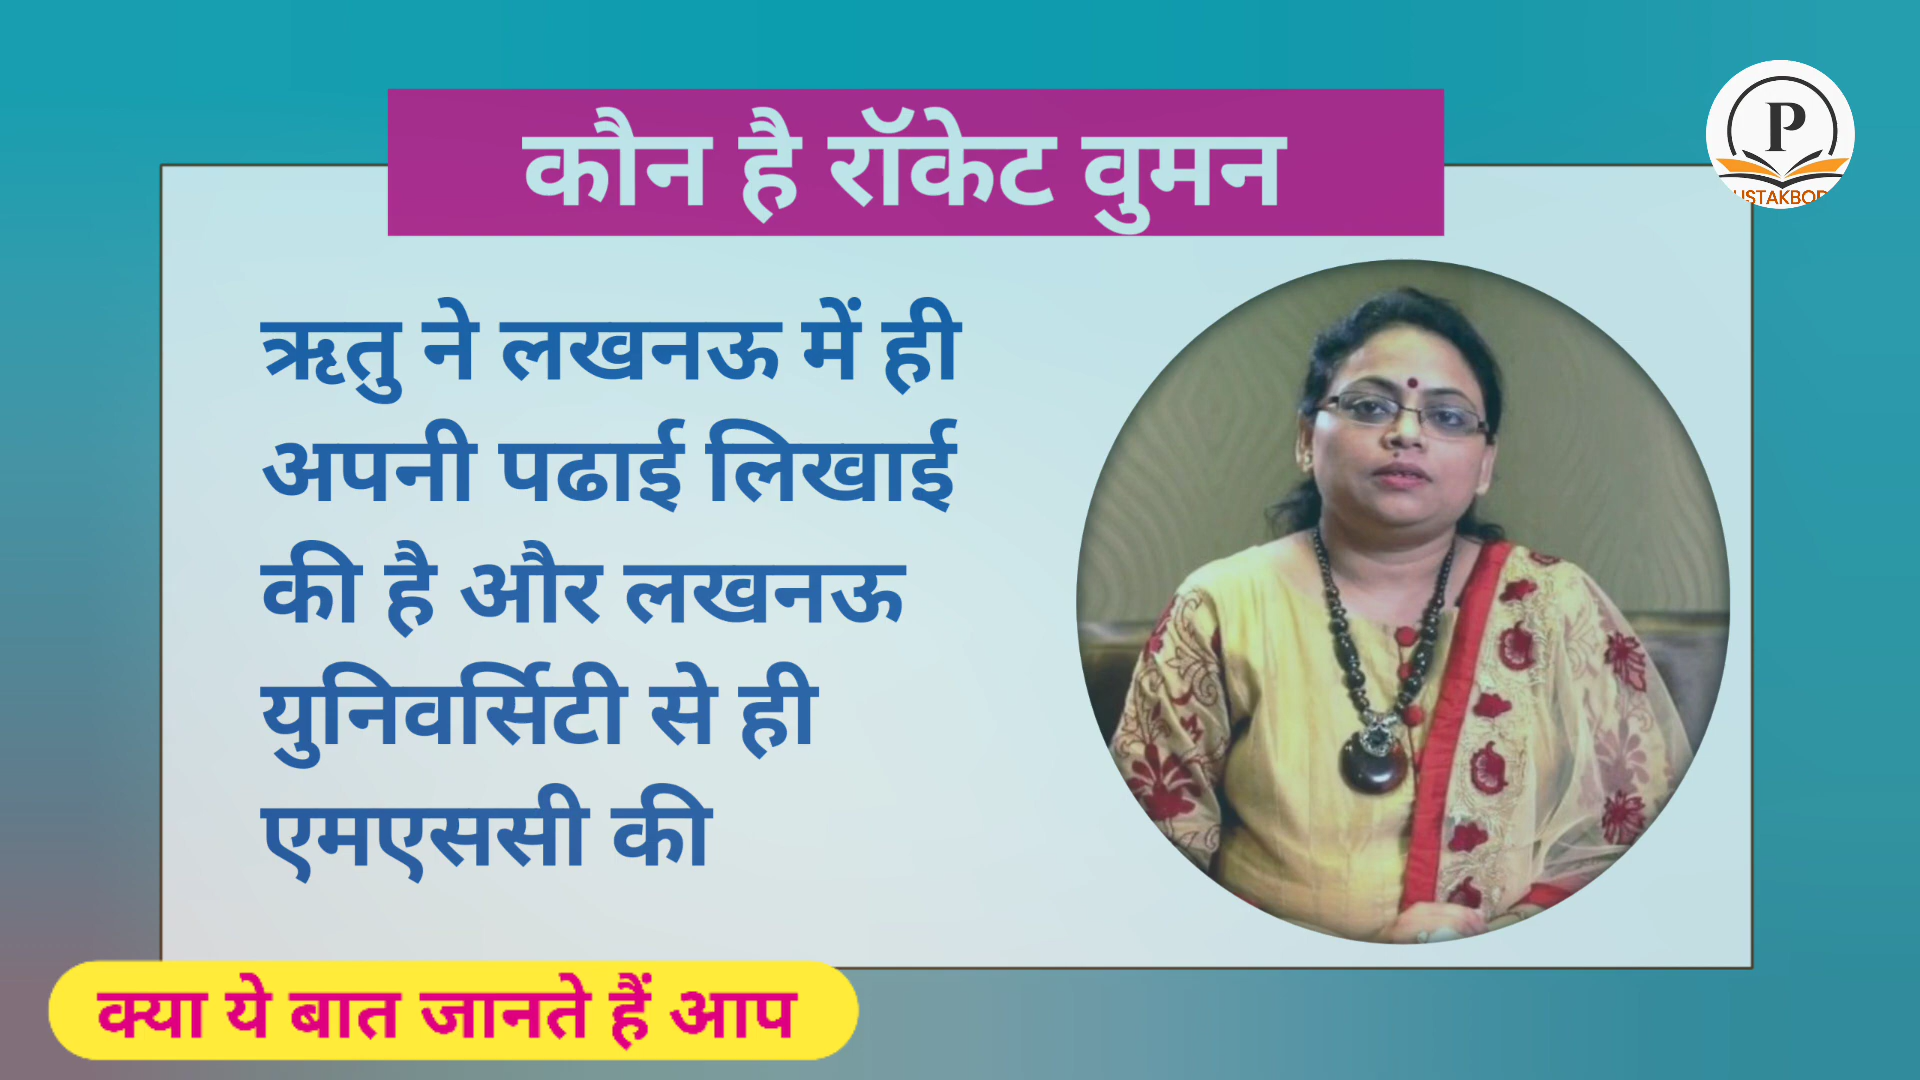 कौन है रॉकेट वुमन
P
ऋतु ने लखनऊ में ही
अपनी पढाई लिखाई
की है और लखनऊ
युनिवर्सिटी से ही
एमएससी की
क्या ये बात जानते हैं आप